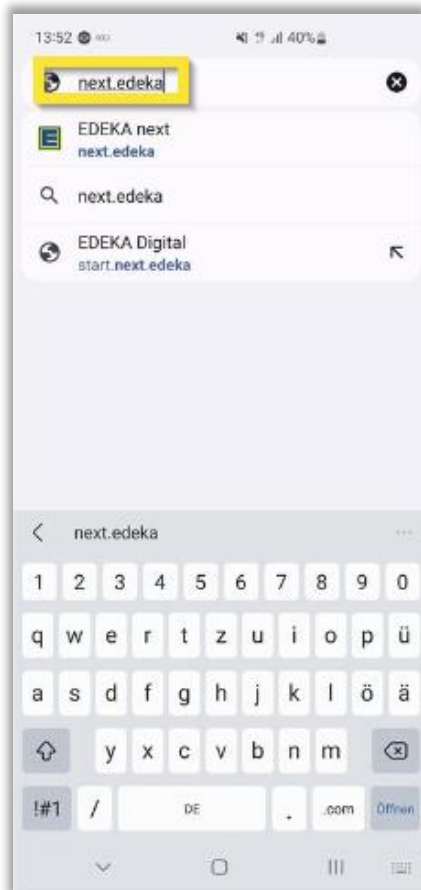 13:52 40%
next.edeka
EDEKA next
next.edeka
next.edeka
EDEKA Digital
start.next.edeka
next.edeka
1 2 3 4 5 6 7 8 9 0
q w e r t z u i o p ü
a s d f g h j k l ö ä
y x c v b n m
!#1 / DE . .com Öffnen